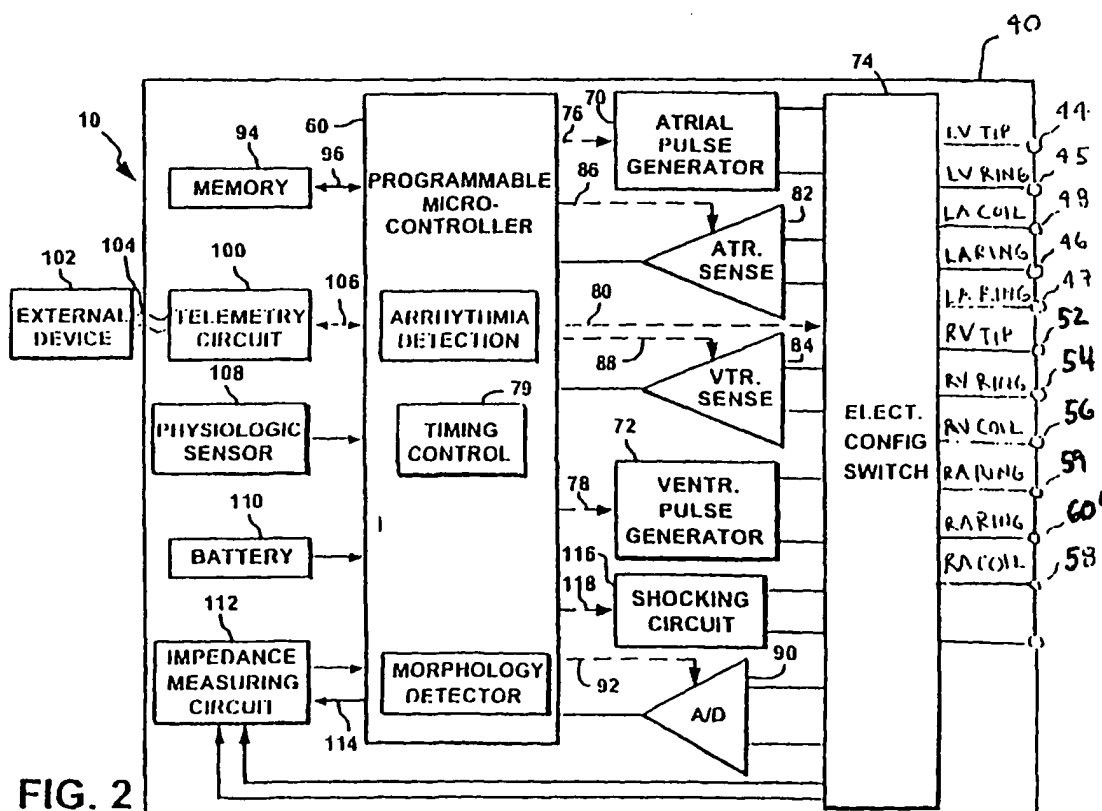 40
74
10
94
MEMORY
96
60
PROGRAMMABLE
MICRO-
CONTROLLER
76
70
ATRIAL
PULSE
GENERATOR
86
82
ATR.
SENSE
LV TIP
44
LV RING
45
LA COIL
48
LA RING
46
LA RING
47
RV TIP
52
RV RING
54
RV COIL
56
RA RING
59
RA RING
60'
RA COIL
58
102
EXTERNAL
DEVICE
104
100
TELEMETRY
CIRCUIT
106
ARRHYTHMIA
DETECTION
80
88
84
VTR.
SENSE
ELECT.
CONFIG
SWITCH
108
PHYSIOLOGIC
SENSOR
79
TIMING
CONTROL
72
VENTR.
PULSE
GENERATOR
78
110
BATTERY
116
118
SHOCKING
CIRCUIT
112
IMPEDANCE
MEASURING
CIRCUIT
114
MORPHOLOGY
DETECTOR
92
90
A/D
FIG. 2